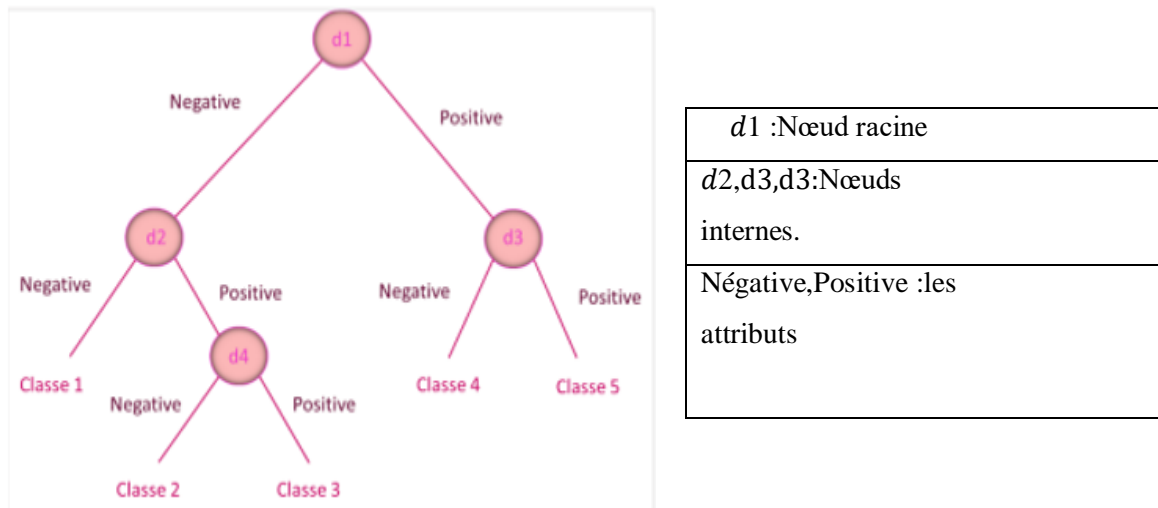 d1
Negative
Positive
d2
d3
Negative
Positive
Negative
Positive
d4
Classe 1
Classe 4
Classe 5
Negative
Positive
Classe 2
Classe 3
d1 :Nœud racine
d2,d3,d3:Nœuds
internes.
Négative,Positive :les
attributs